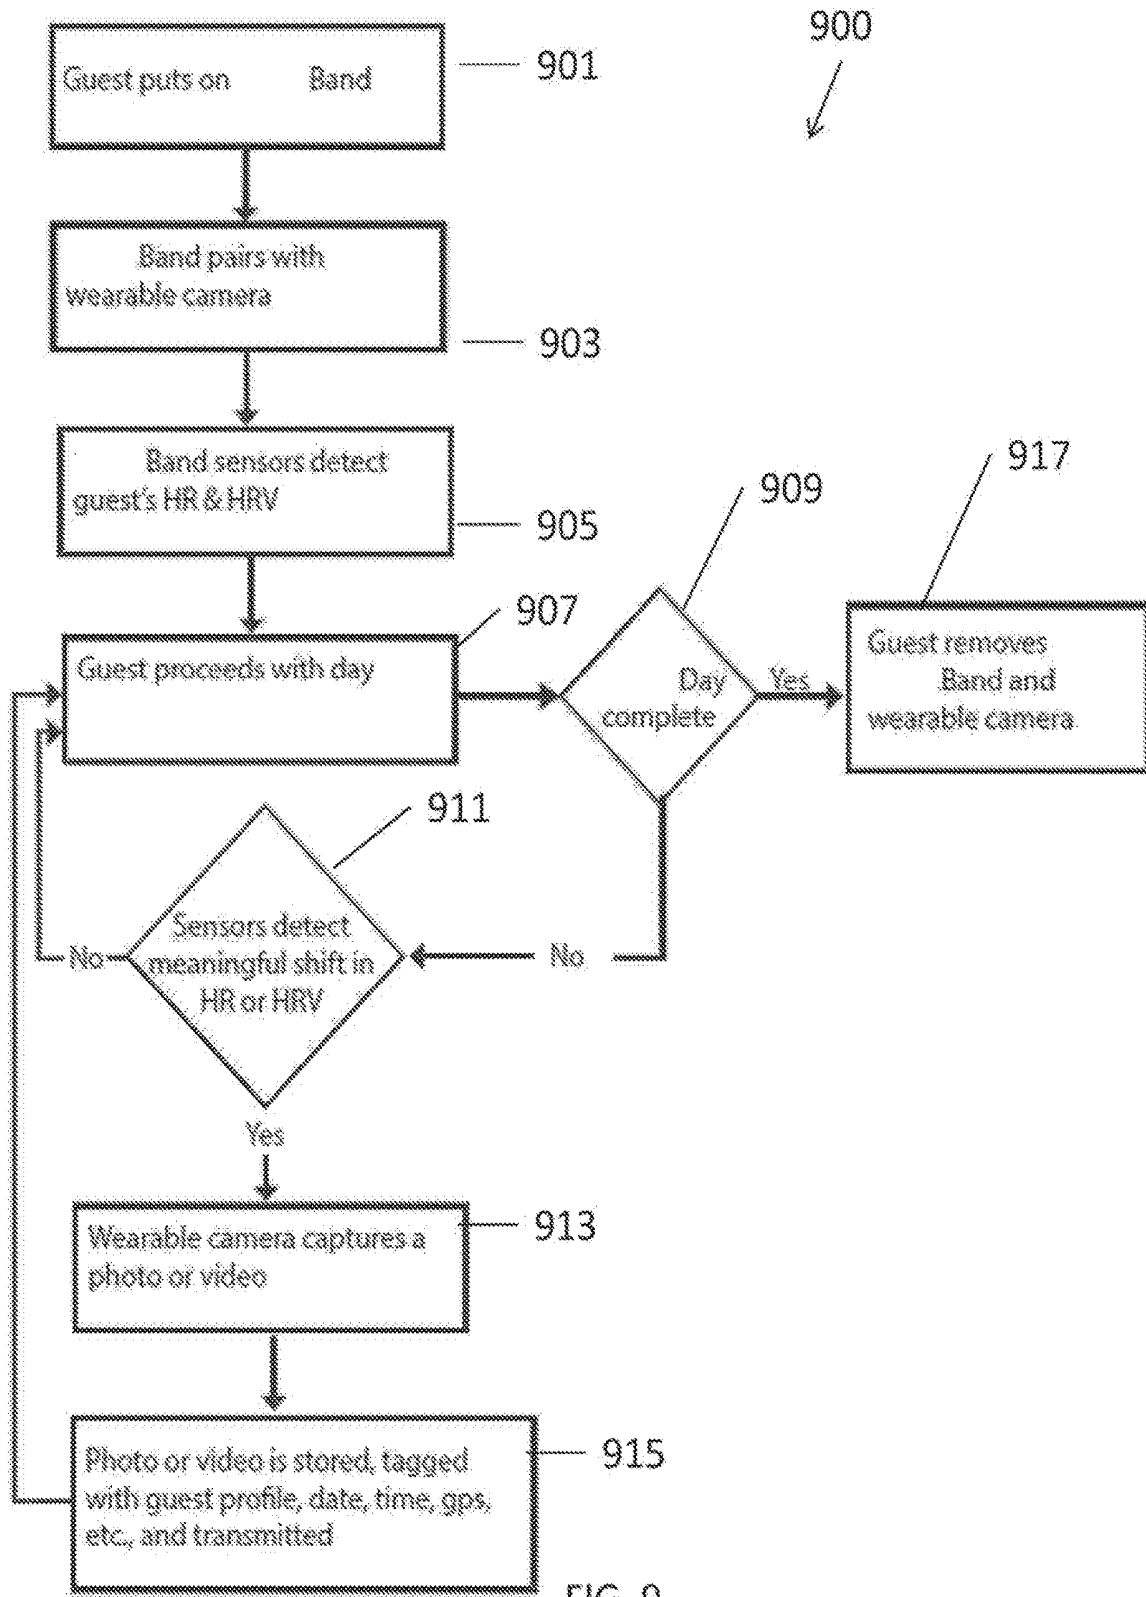 900
Guest puts on Band
901
Band pairs with
wearable camera
903
Band sensors detect
guest's HR & HRV
905
Guest proceeds with day
907
Day
complete
909
Yes
Guest removes
Band and
wearable camera
917
No
Sensors detect
meaningful shift in
HR or HRV
911
No
Yes
Wearable camera captures a
photo or video
913
Photo or video is stored, tagged
with guest profile, date, time, gps,
etc., and transmitted
915
FIG. 9